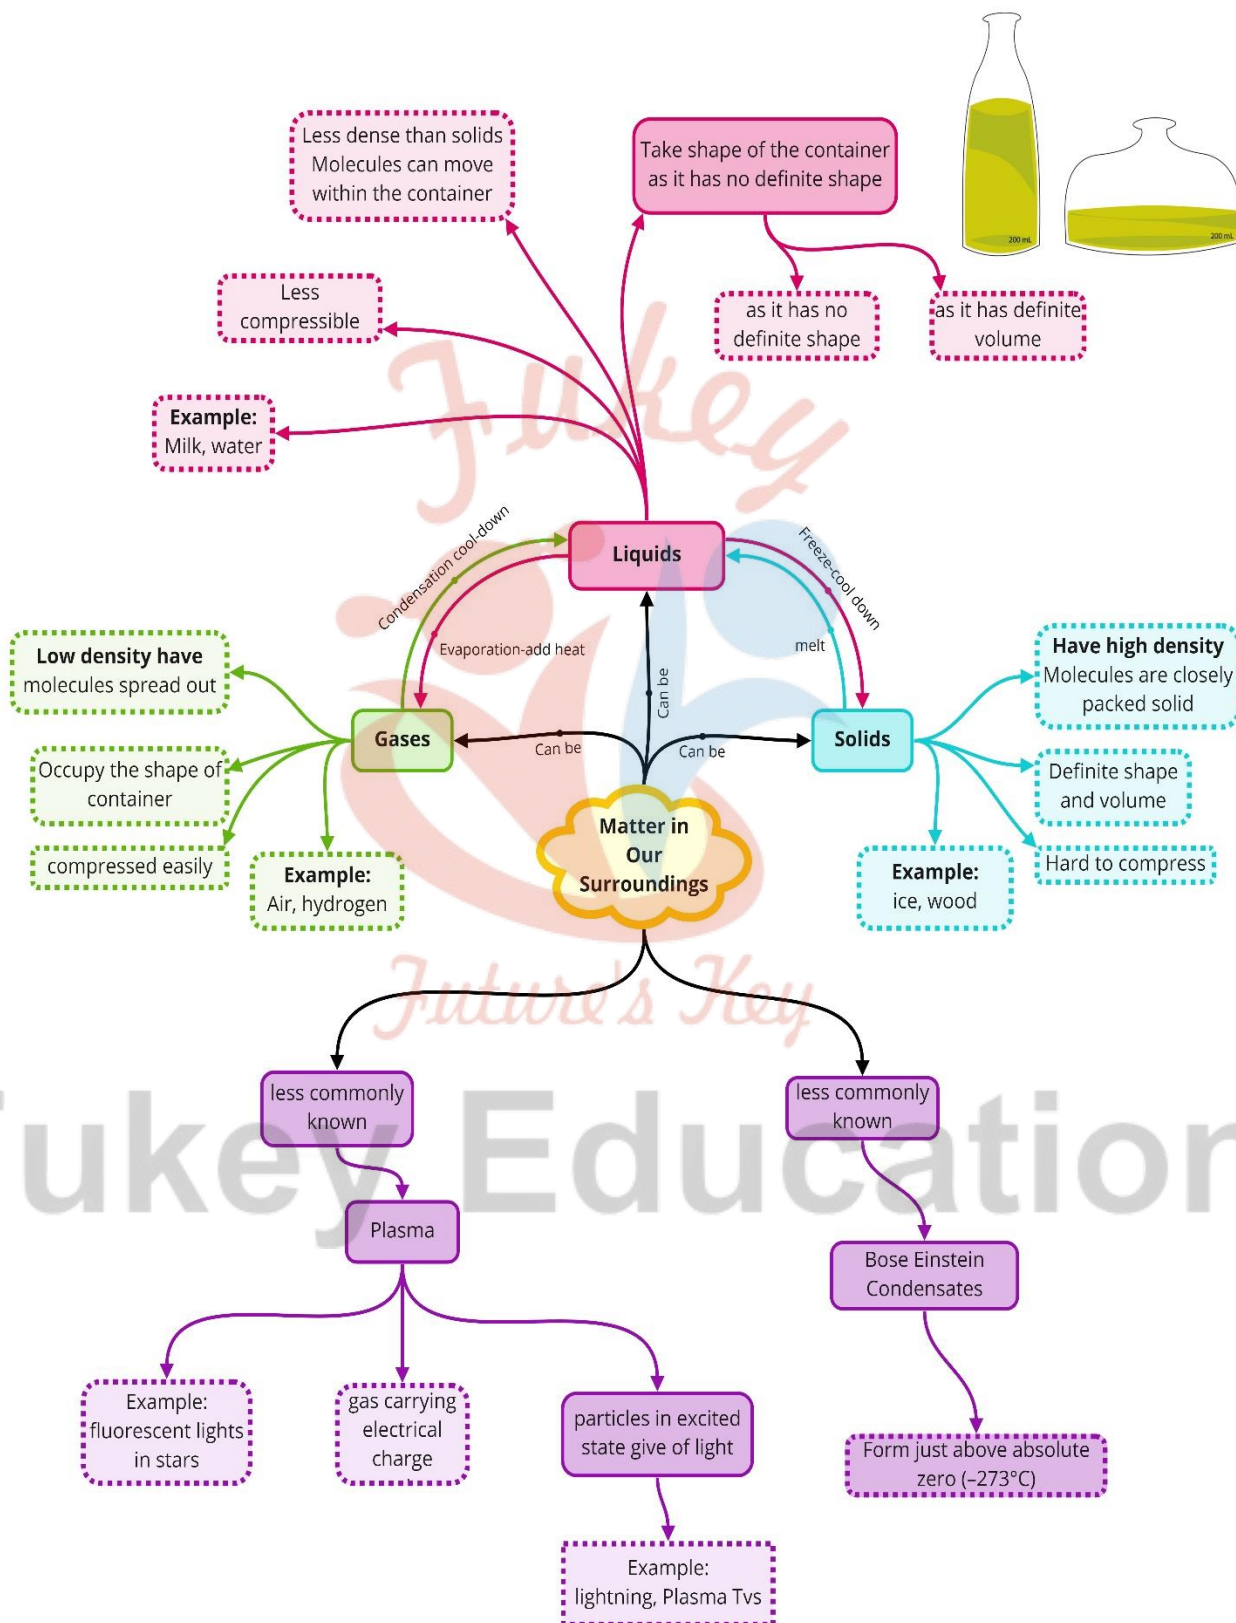 Less dense than solids
Molecules can move
within the container
Take shape of the container
as it has no definite shape
200 mL
200 mL
Less
compressible
as it has no
definite shape
as it has definite
volume
Example:
Milk, water
Fukey
Liquids
Condensation cool-down
Evaporation-add heat
Freeze-cool down
melt
Can be
Can be
Can be
Low density have
molecules spread out
Gases
Solids
Have high density
Molecules are closely
packed solid
Occupy the shape of
container
compressed easily
Example:
Air, hydrogen
Matter in
Our
Surroundings
Definite shape
and volume
Hard to compress
Example:
ice, wood
Future's Key
less commonly
known
less commonly
known
ukey Education
Plasma
Bose Einstein
Condensates
Example:
fluorescent lights
in stars
gas carrying
electrical
charge
particles in excited
state give of light
Form just above absolute
zero (–273°C)
Example:
lightning, Plasma Tvs